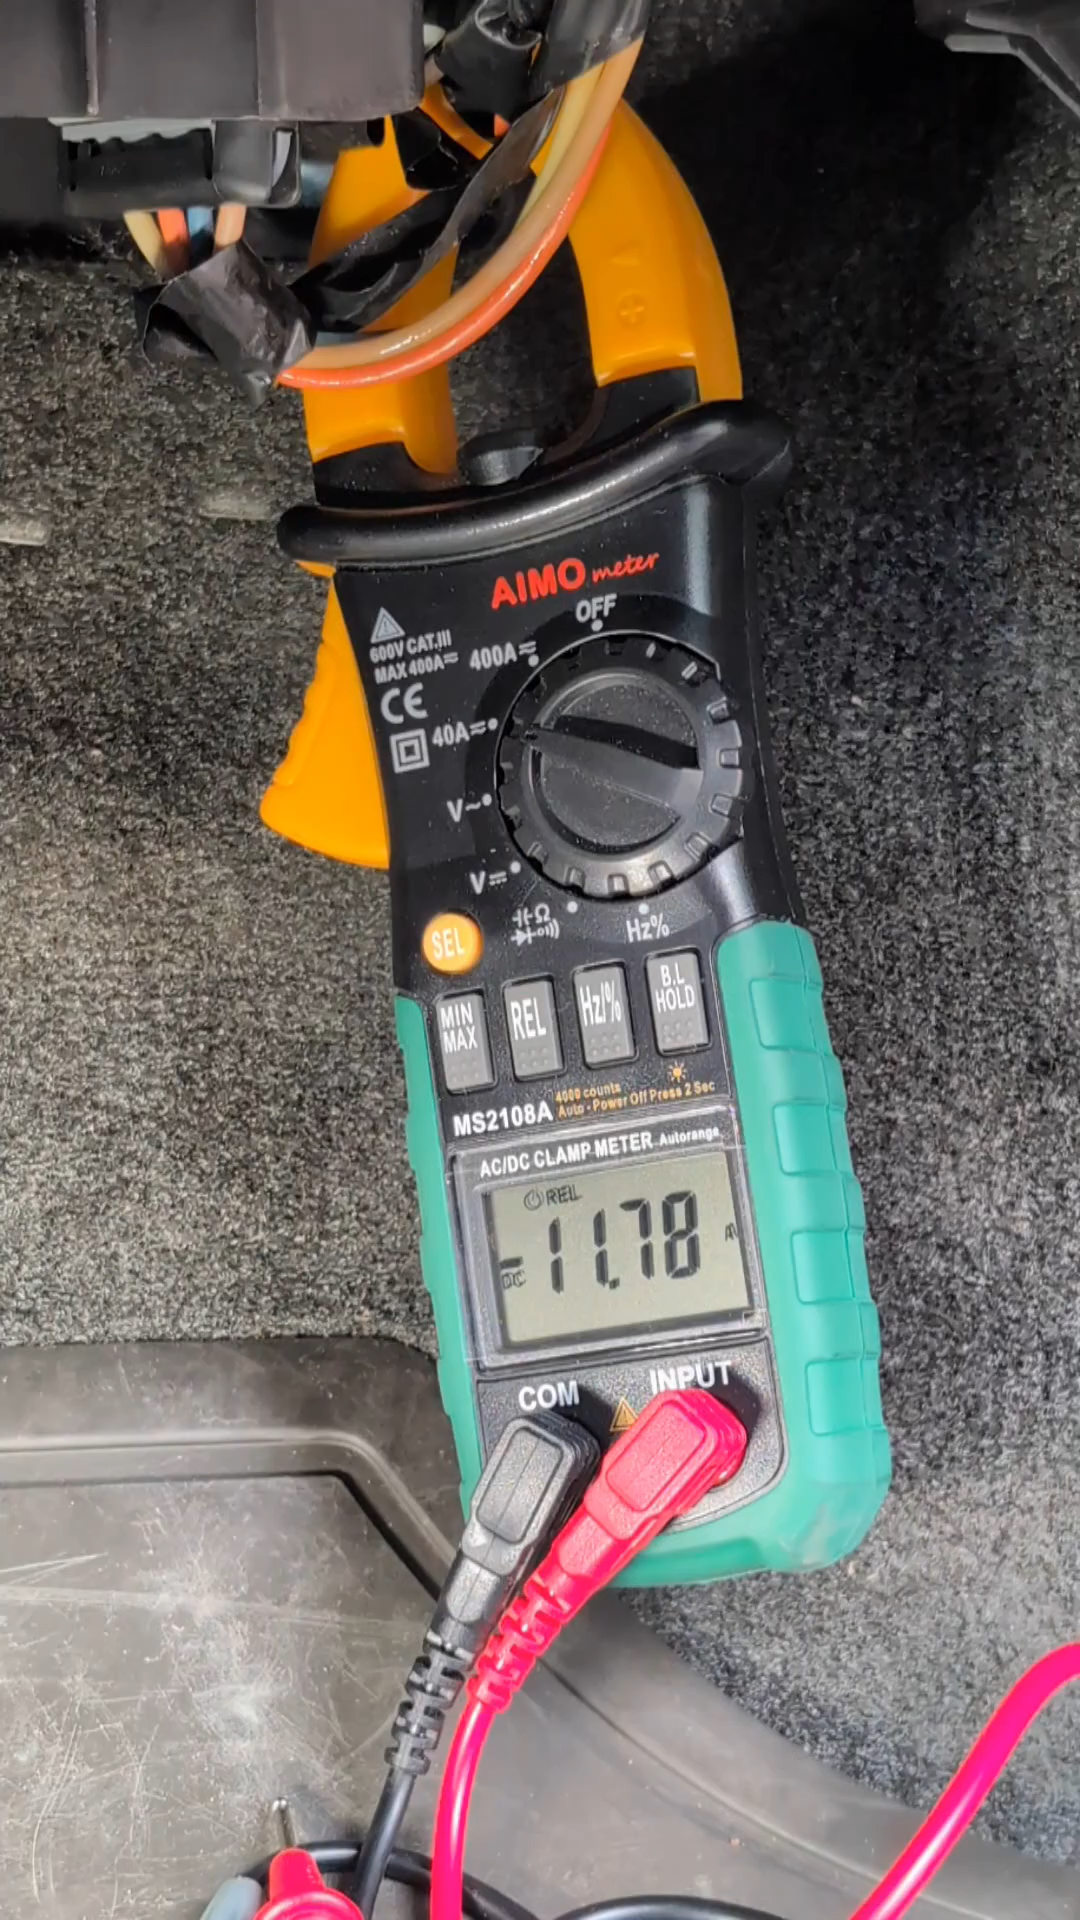 AIMO meter
OFF
600V CAT.III
MAX 400A
400A
CE
40A
V~
V
Ω
Hz%
SEL
MIN MAX
REL
Hz/%
B.L HOLD
4000 counts
Auto - Power Off Press 2 Sec
MS2108A
AC/DC CLAMP METER Autorange
REL
-11.78
DC
A
COM
INPUT